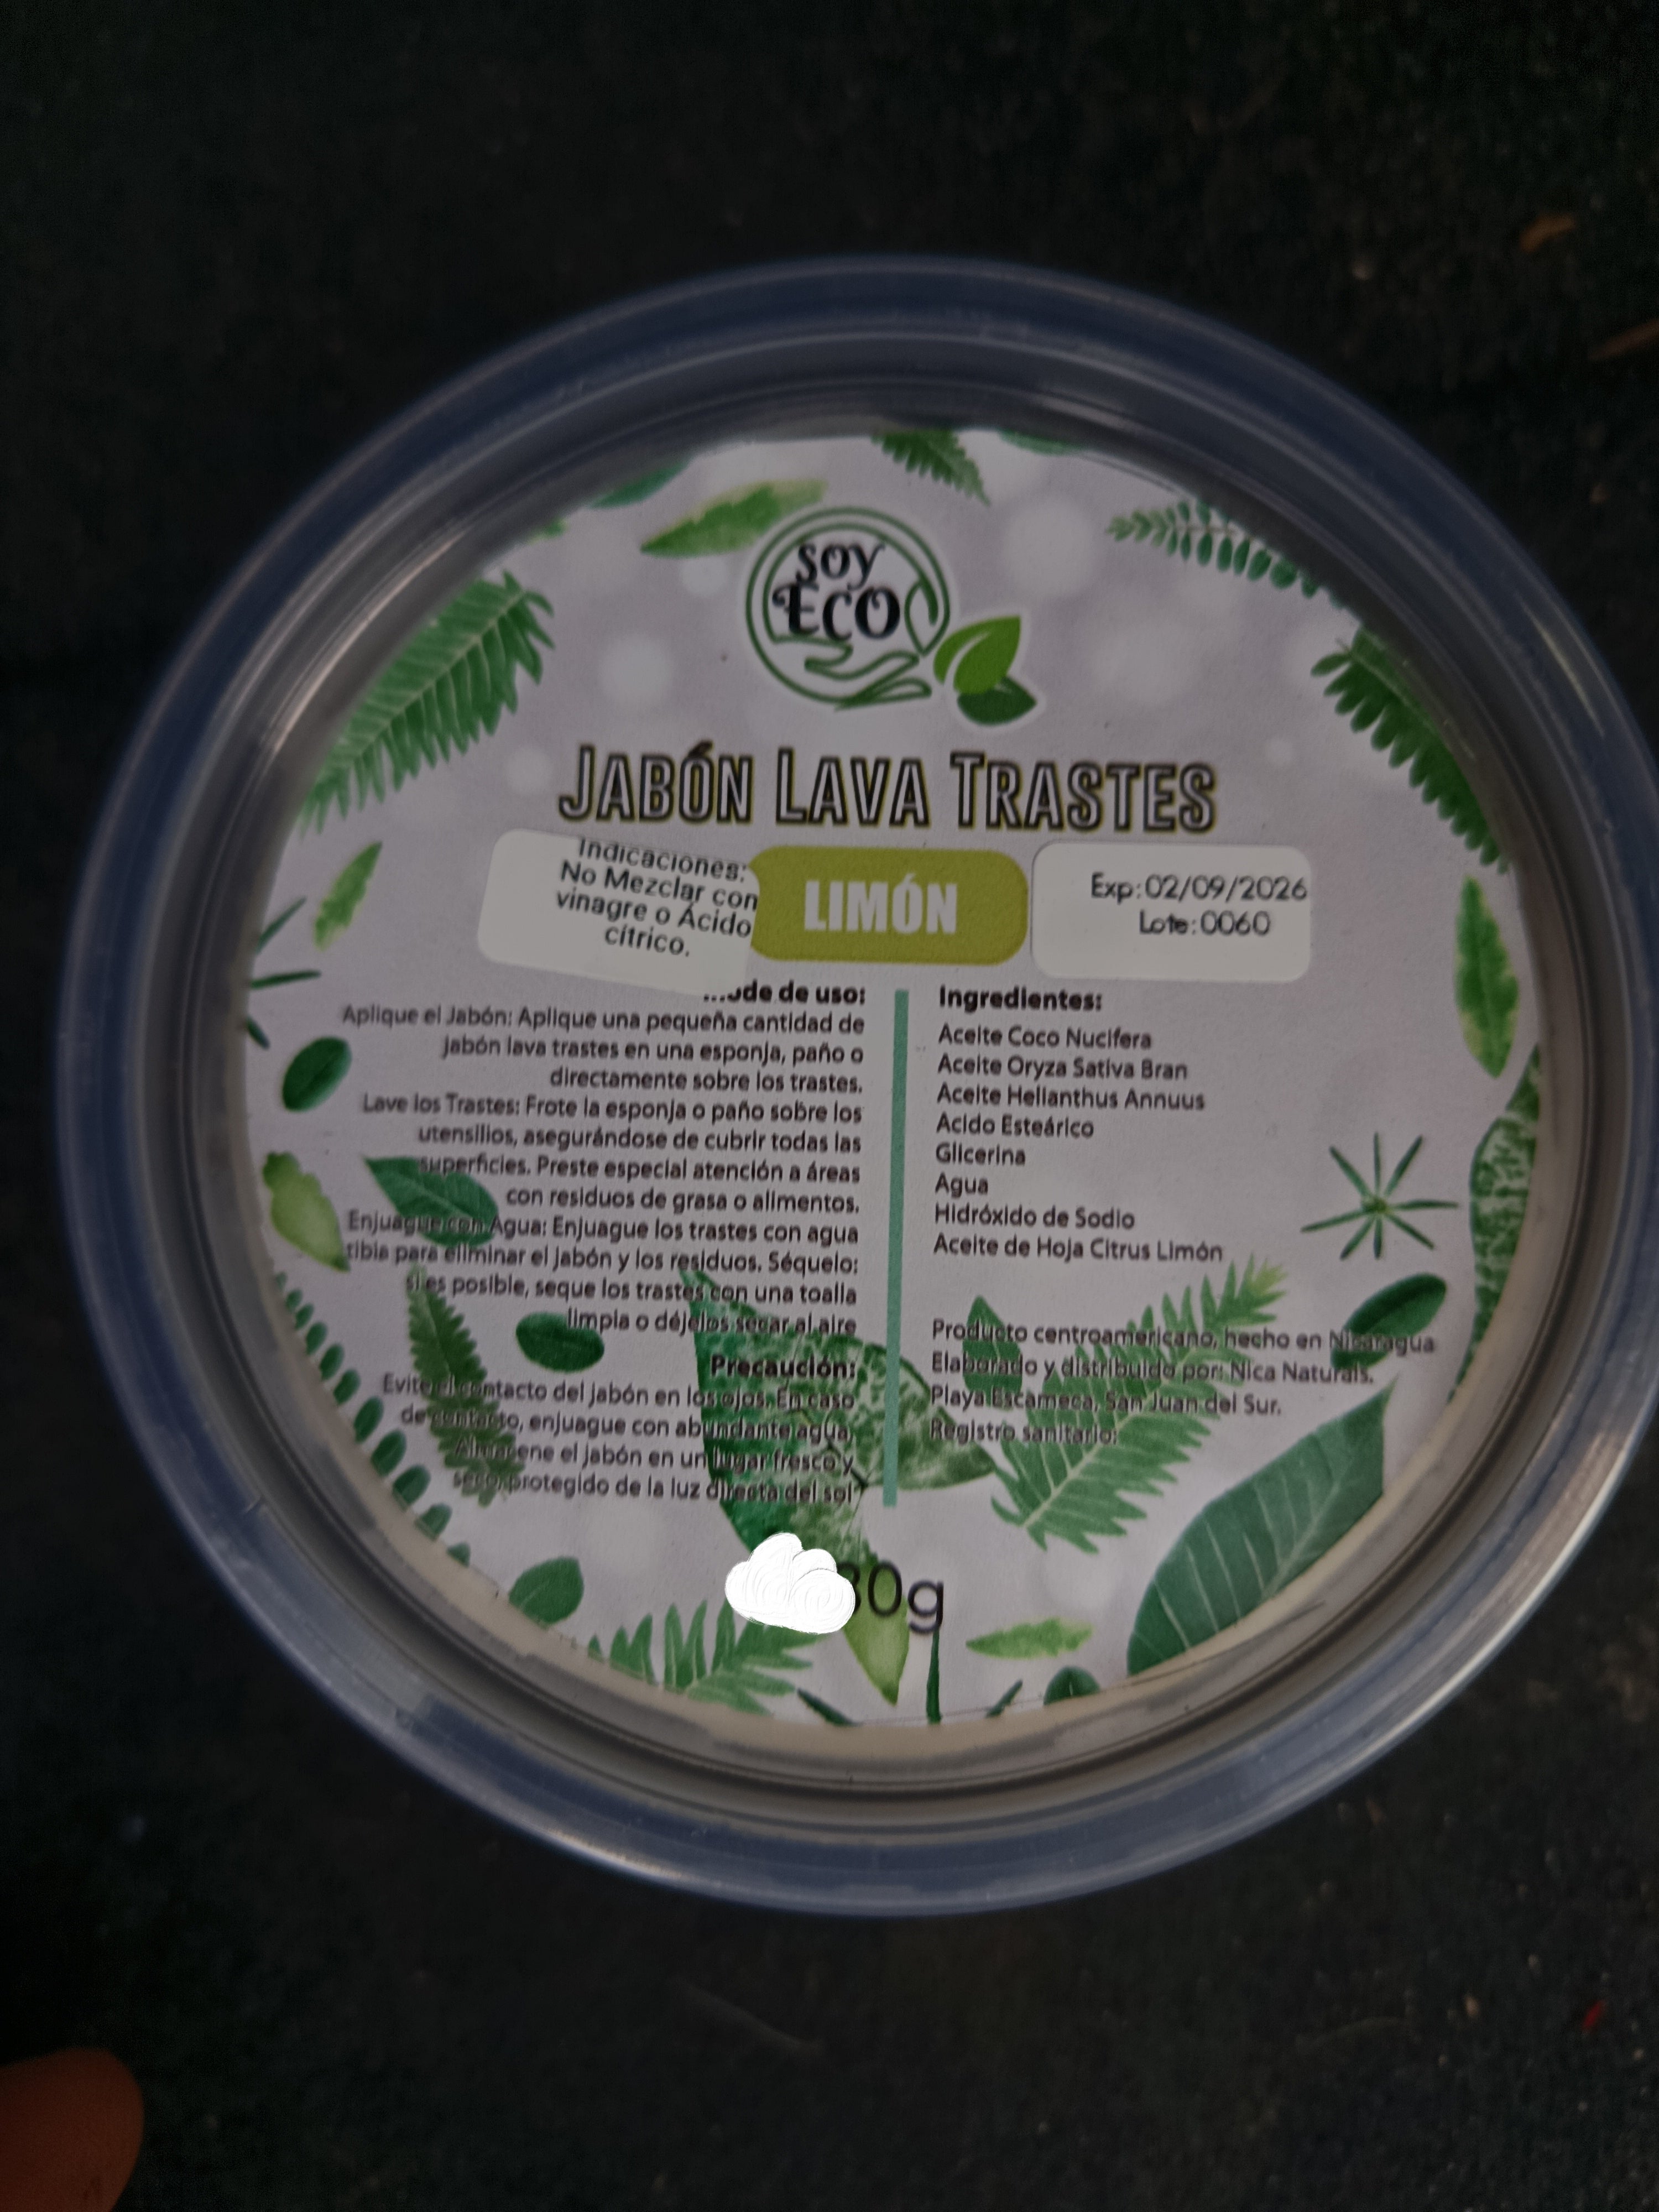 SOY
ECO
JABÓN LAVA TRASTES
Indicaciones:
No Mezclar con
vinagre o Ácido
cítrico.
LIMÓN
Exp:02/09/2026
Lote:0060
de uso:
Aplique el Jabón: Aplique una pequeña cantidad de
jabón lava trastes en una esponja, paño o
directamente sobre los trastes.
Lave los Trastes: Frote la esponja o paño sobre los
utensilios, asegurándose de cubrir todas las
superficies. Preste especial atención a áreas
con residuos de grasa o alimentos.
Enjuague con Agua: Enjuague los trastes con agua
tibia para eliminar el jabón y los residuos. Séquelo:
si es posible, seque los trastes con una toalla
limpia o déjelos secar al aire
Precaución:
Evite el contacto del jabón en los ojos. En caso
de contacto, enjuague con abundante agua,
Almacene el jabón en un lugar fresco y
seco, protegido de la luz directa del sol
Ingredientes:
Aceite Coco Nucifera
Aceite Oryza Sativa Bran
Aceite Helianthus Annuus
Acido Esteárico
Glicerina
Agua
Hidróxido de Sodio
Aceite de Hoja Citrus Limón
Producto centroamericano, hecho en Nicaragua
Elaborado y distribuido por: Nica Naturals.
Playa Escameca, San Juan del Sur.
Registro sanitario: